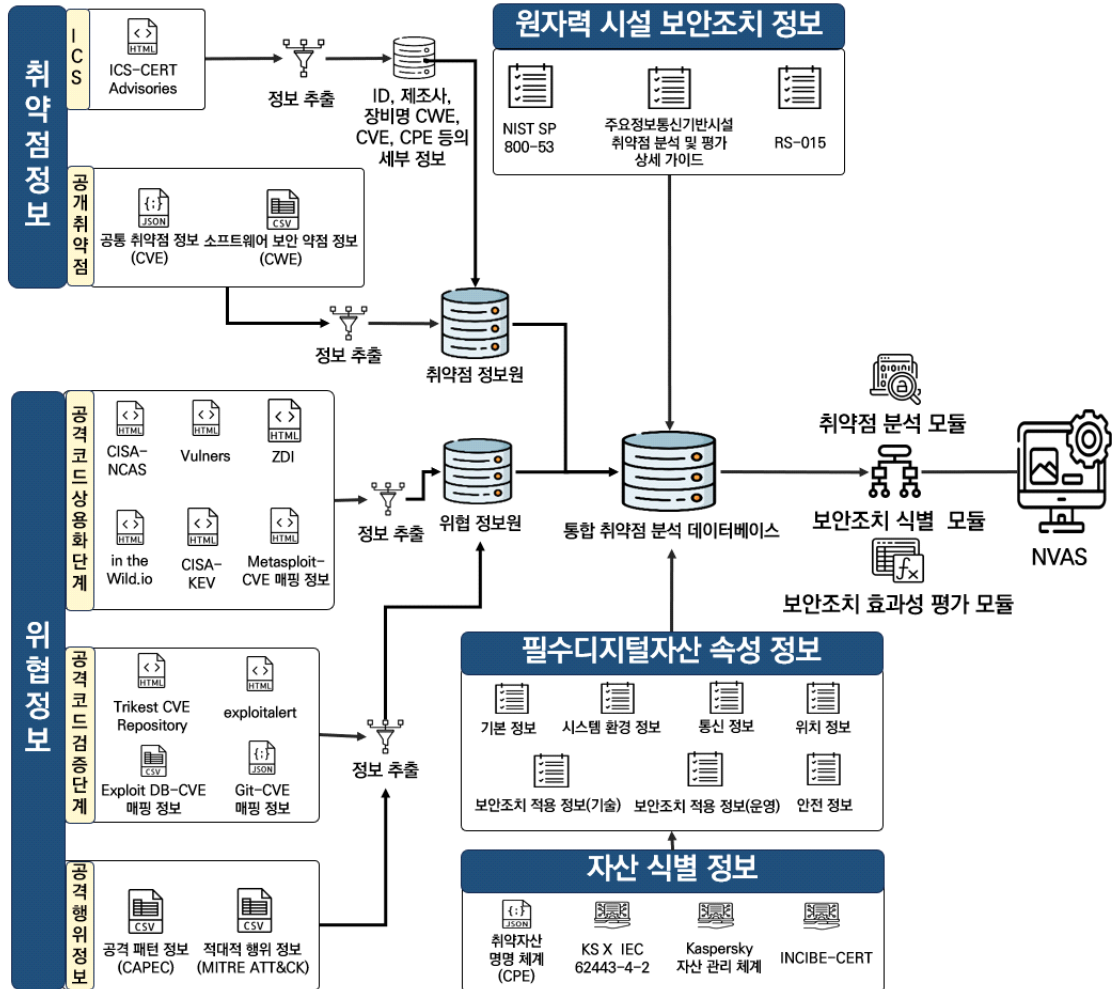 취약점정보
ICS
HTML
ICS-CERT
Advisories
정보 추출
ID, 제조사,
장비명 CWE,
CVE, CPE 등의
세부 정보
공개취약점
JSON
공통 취약점 정보
(CVE)
CSV
소프트웨어 보안 약점 정보
(CWE)
정보 추출
취약점 정보원
원자력 시설 보안조치 정보
NIST SP
800-53
주요정보통신기반시설
취약점 분석 및 평가
상세 가이드
RS-015
위협정보
공격코드상용화단계
HTML
CISA-
NCAS
HTML
Vulners
HTML
ZDI
HTML
in the
Wild.io
HTML
CISA-
KEV
HTML
Metasploit-
CVE 매핑 정보
정보 추출
위협 정보원
공격코드검증단계
HTML
Trikest CVE
Repository
HTML
exploitalert
CSV
Exploit DB-CVE
매핑 정보
JSON
Git-CVE
매핑 정보
정보 추출
공격행위정보
CSV
공격 패턴 정보
(CAPEC)
CSV
적대적 행위 정보
(MITRE ATT&CK)
통합 취약점 분석 데이터베이스
취약점 분석 모듈
보안조치 식별 모듈
보안조치 효과성 평가 모듈
NVAS
필수디지털자산 속성 정보
기본 정보
시스템 환경 정보
통신 정보
위치 정보
보안조치 적용 정보(기술)
보안조치 적용 정보(운영)
안전 정보
자산 식별 정보
JSON
취약자산
명명 체계
(CPE)
KS X IEC
62443-4-2
Kaspersky
자산 관리 체계
INCIBE-CERT